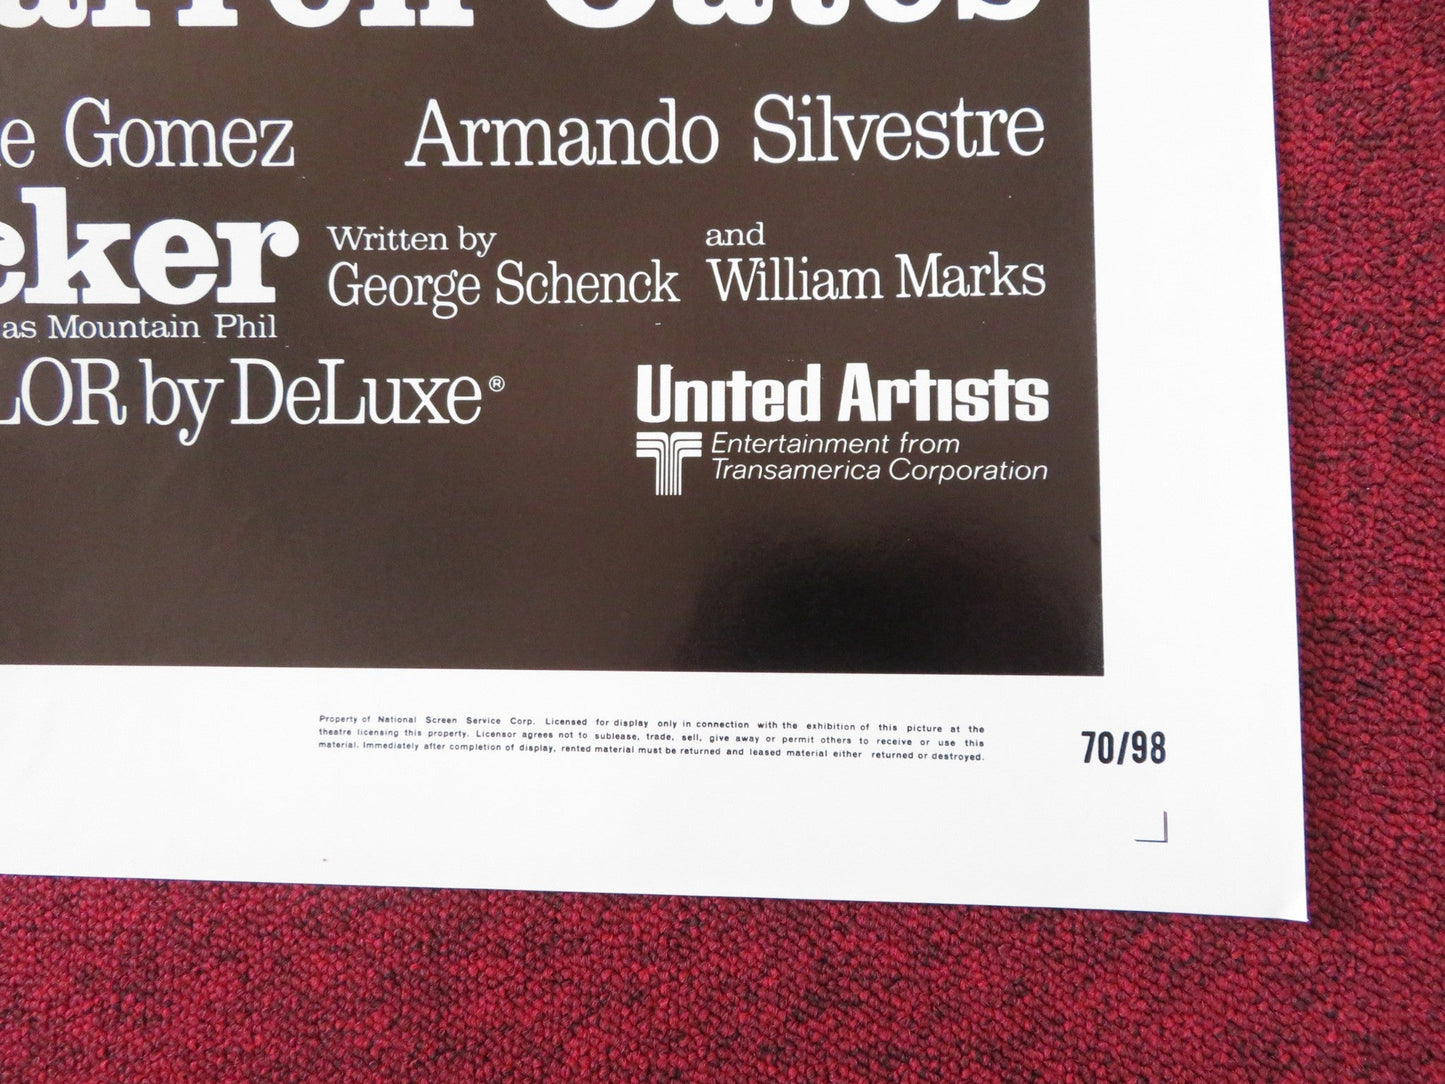 arren Oates
e Gomez Armando Silvestre
cker
Written by and
George Schenck William Marks
as Mountain Phil
LOR by DeLuxe®
United Artists
Entertainment from
Transamerica Corporation
Property of National Screen Service Corp. Licensed for display only in connection with the exhibition of this picture at the
theatre licensing this property. Licensor agrees not to sublease, trade, sell, give away or permit others to receive or use this
material. Immediately after completion of display, rented material must be returned and leased material either returned or destroyed.
70/98